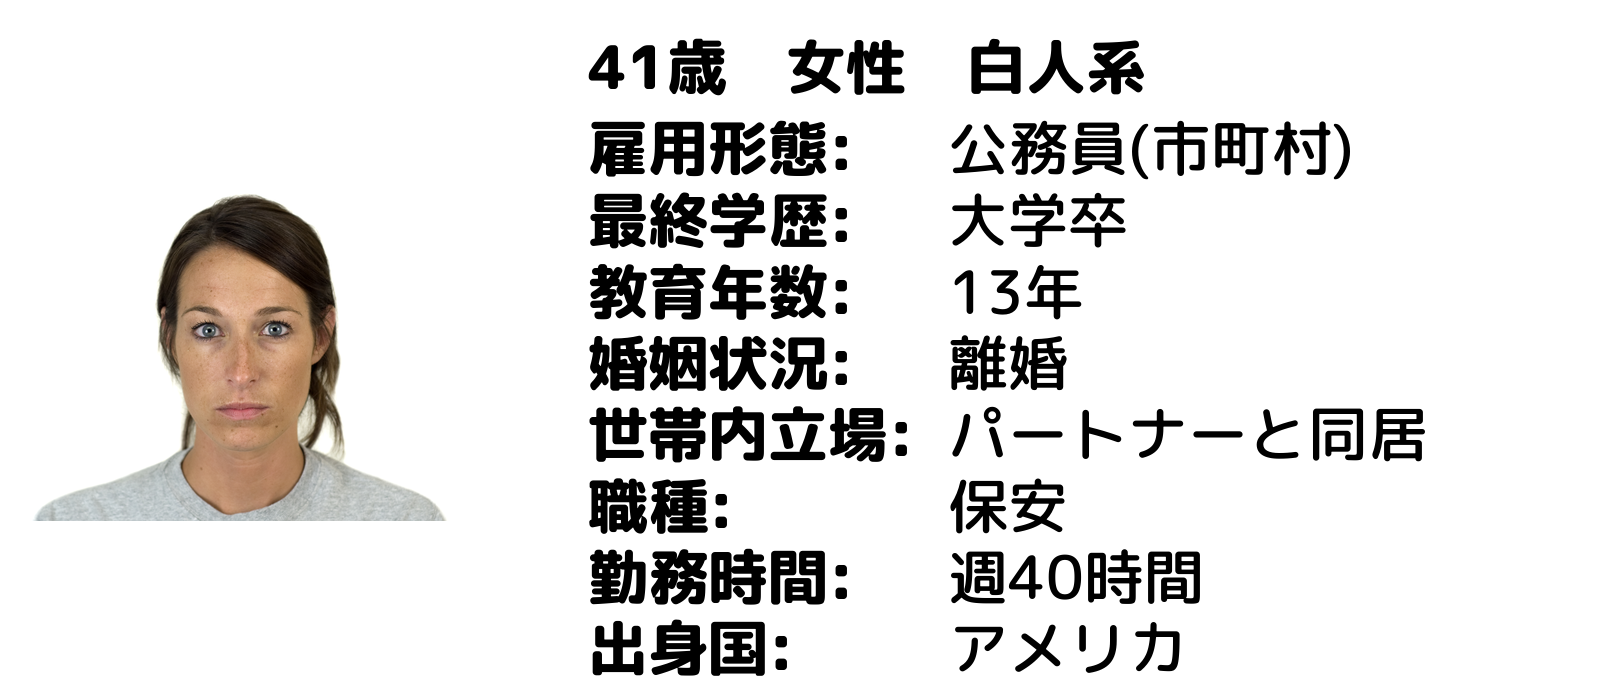 41歳　女性　白人系
雇用形態:　公務員(市町村)
最終学歴:　大学卒
教育年数:　13年
婚姻状況:　離婚
世帯内立場:　パートナーと同居
職種:　保安
勤務時間:　週40時間
出身国:　アメリカ